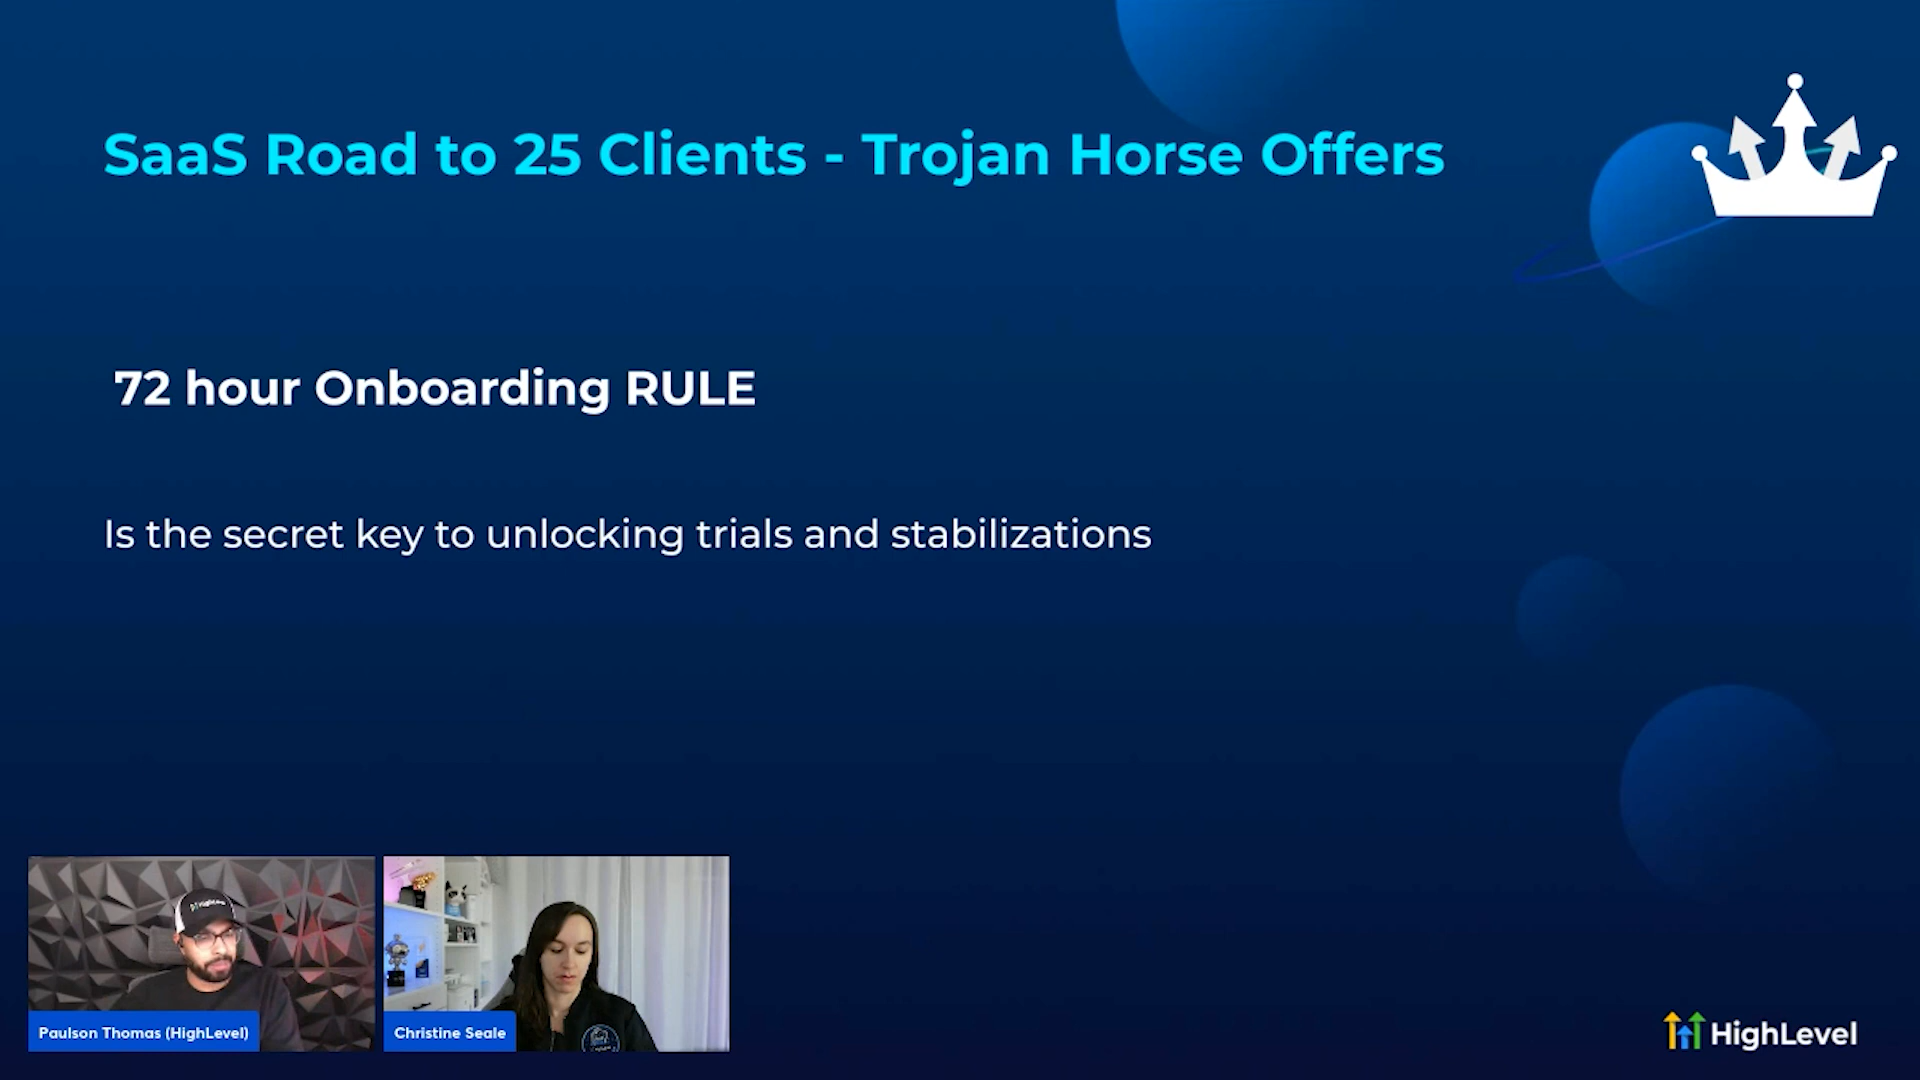 SaaS Road to 25 Clients - Trojan Horse Offers
72 hour Onboarding RULE
Is the secret key to unlocking trials and stabilizations
Paulson Thomas (HighLevel)
Christine Seale
HighLevel